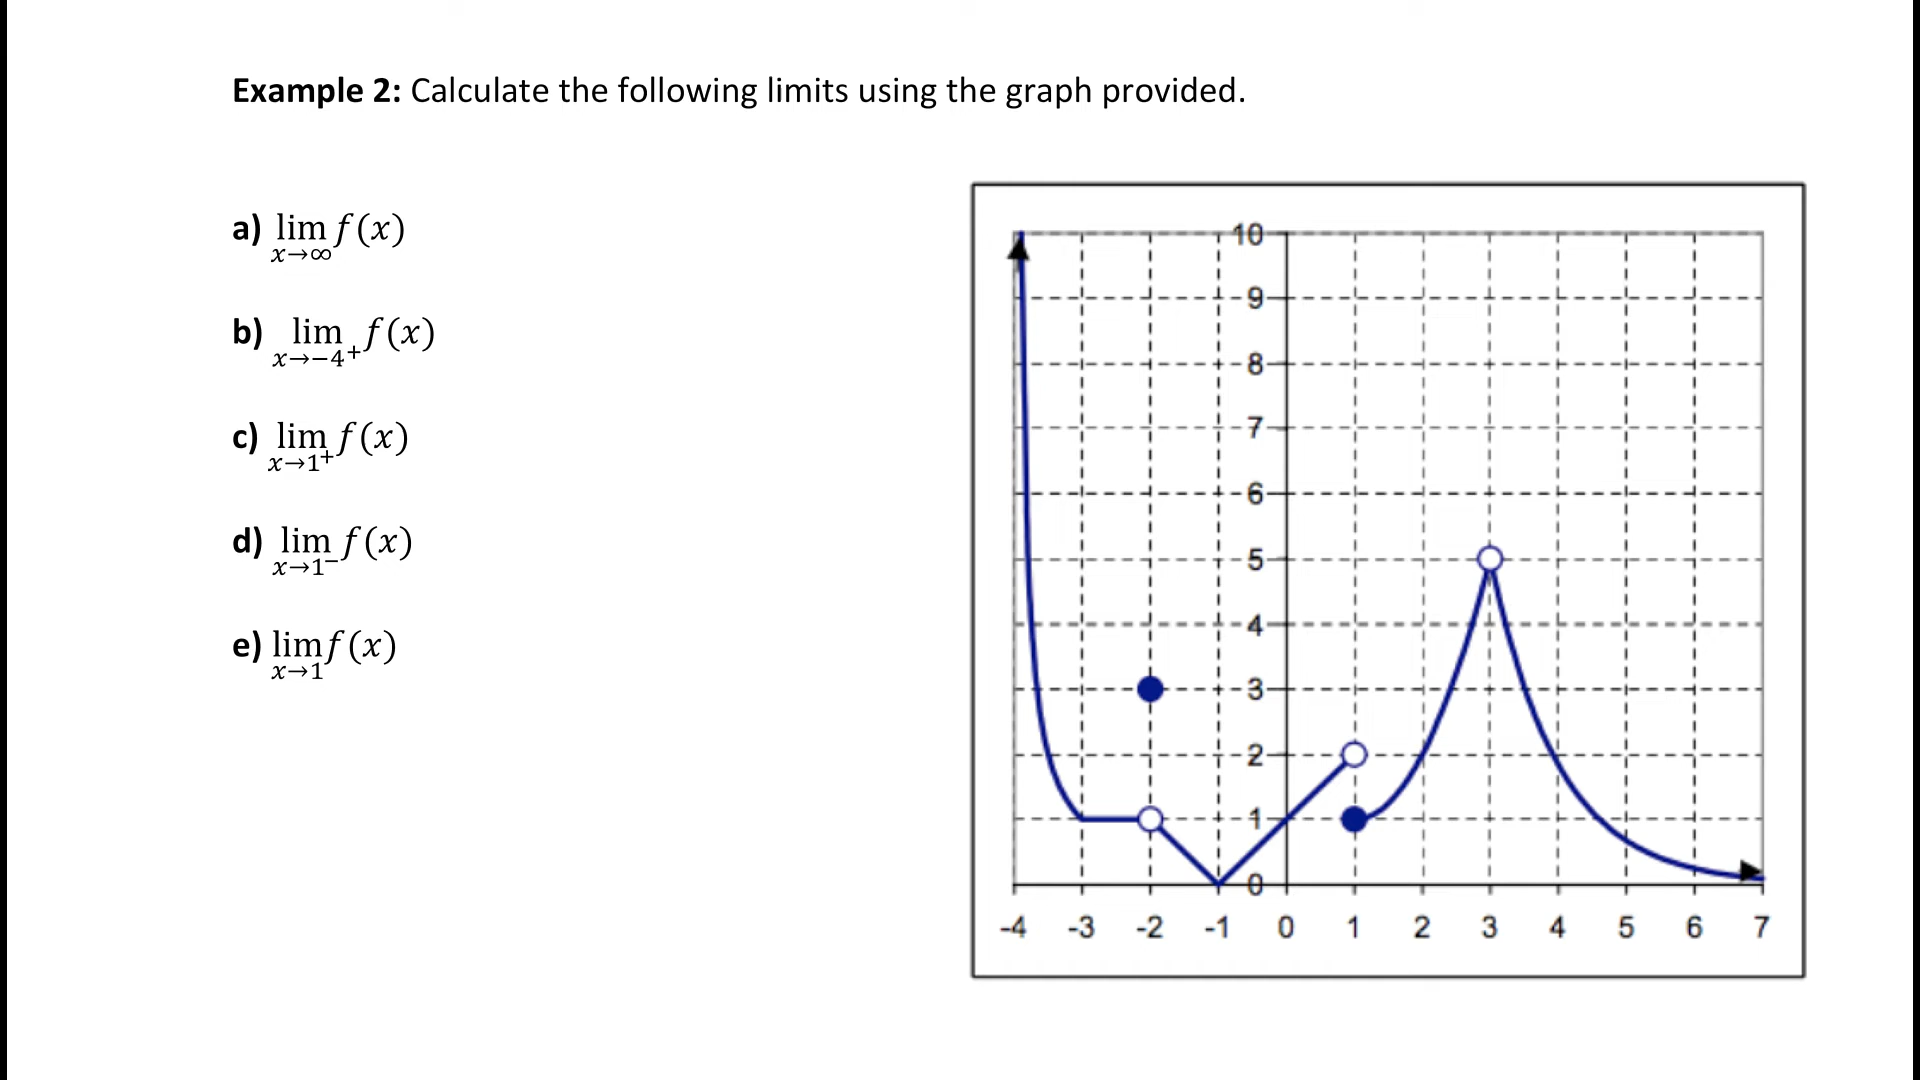 Example 2: Calculate the following limits using the graph provided.
a) lim f(x)
x→∞
b) lim f(x)
x→−4⁺
c) lim f(x)
x→1⁺
d) lim f(x)
x→1⁻
e) lim f(x)
x→1
10
9
8
7
6
5
4
3
2
1
0
-4 -3 -2 -1 0 1 2 3 4 5 6 7